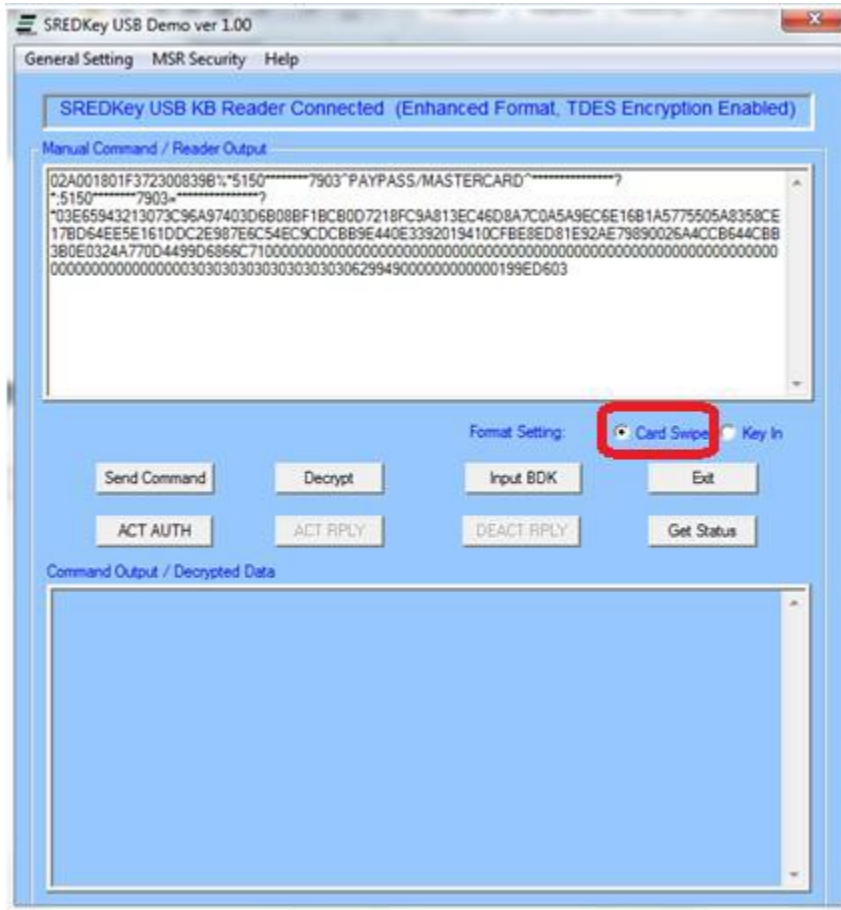 SREDKey USB Demo ver 1.00
General Setting MSR Security Help
SREDKey USB KB Reader Connected (Enhanced Format, TDES Encryption Enabled)
Manual Command / Reader Output
02A001801F372300839B%*5150********7903^PAYPASS/MASTERCARD^***************?
*;5150********7903=***************?
*03E65943213073C96A97403D6B08BF1BCB0D7218FC9A813EC46D8A7C0A5A9EC6E16B1A5775505A8358CE
17BD64EE5E161DDC2E987E6C54EC9CDCBB9E440E3392019410CFBE8ED81E92AE79890026A4CCB644CBB
Format Setting: Card Swipe Key In
Send Command Decrypt Input BDK Exit
ACT AUTH ACT RPLY DEACT RPLY Get Status
Command Output / Decrypted Data